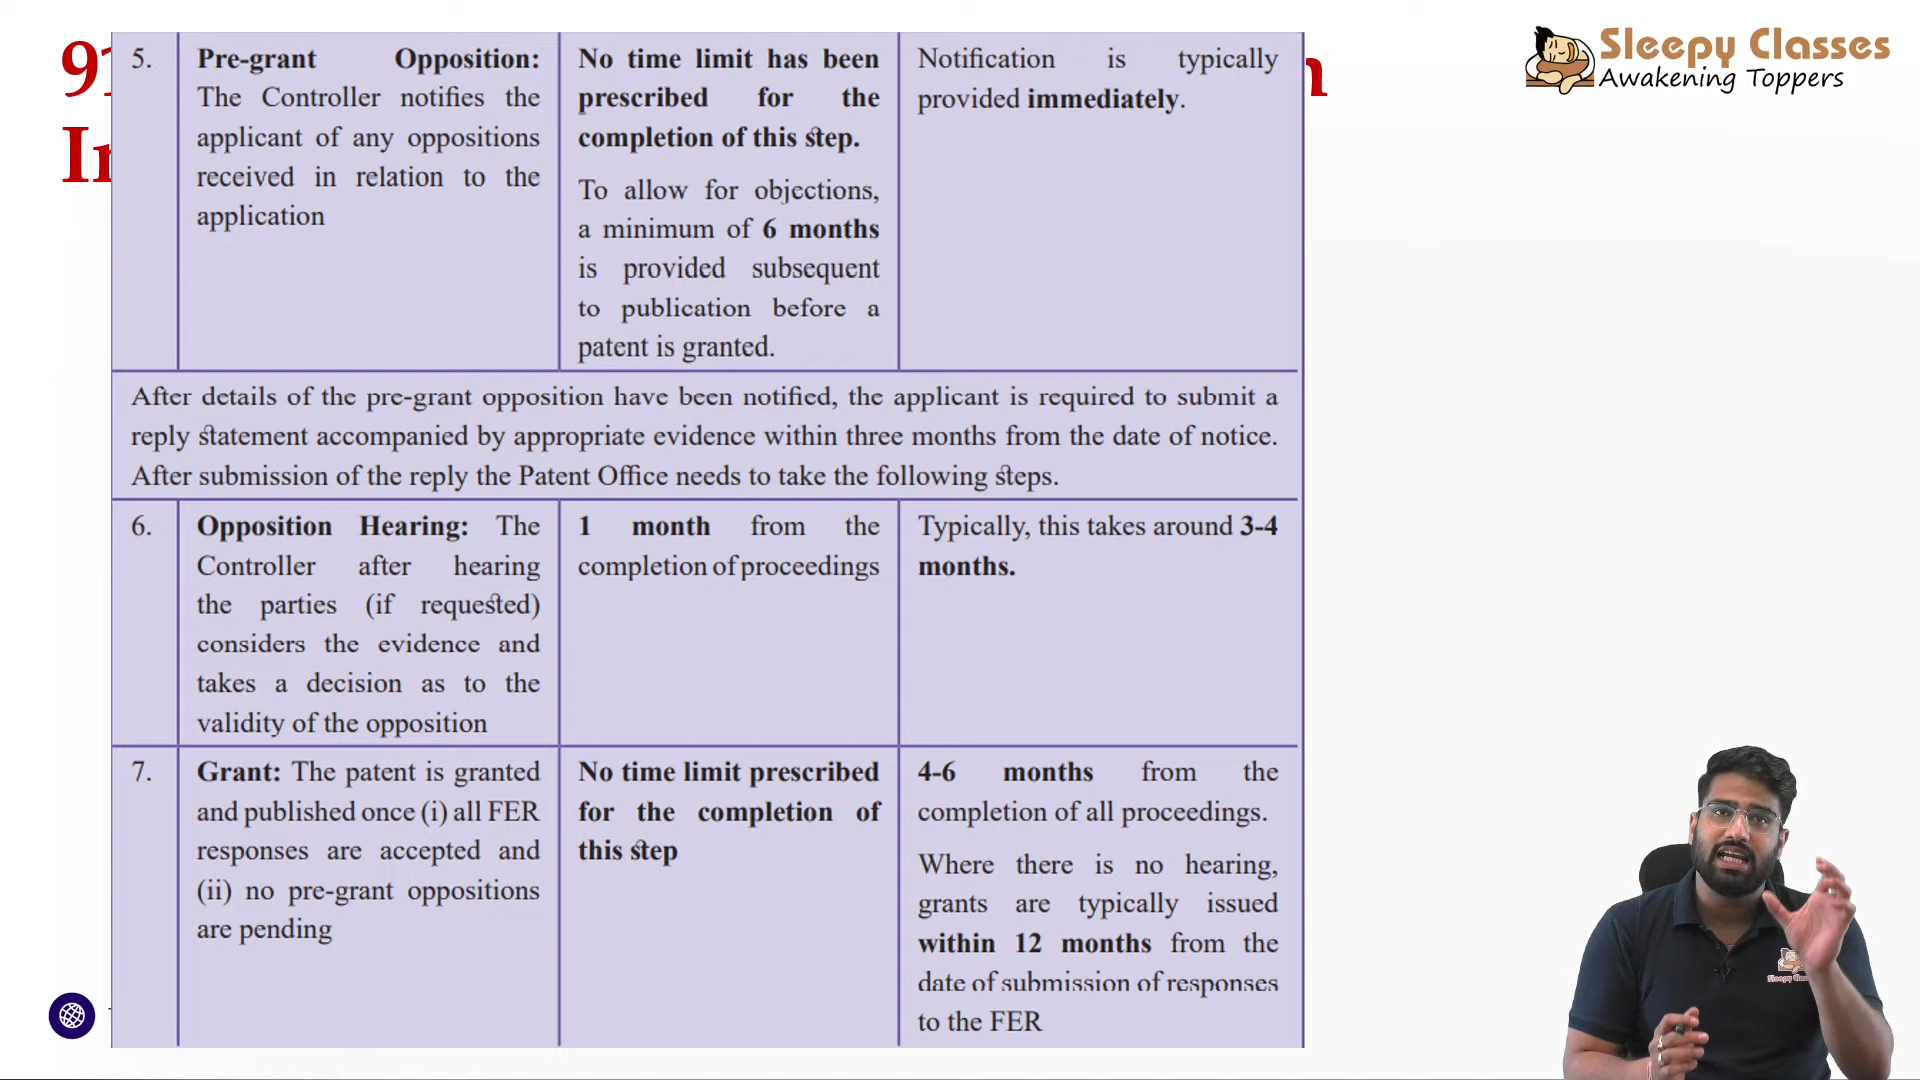 Sleepy Classes
Awakening Toppers
5.
Pre-grant Opposition:
The Controller notifies the
applicant of any oppositions
received in relation to the
application
No time limit has been
prescribed for the
completion of this step.
To allow for objections,
a minimum of 6 months
is provided subsequent
to publication before a
patent is granted.
Notification is typically
provided immediately.
After details of the pre-grant opposition have been notified, the applicant is required to submit a
reply statement accompanied by appropriate evidence within three months from the date of notice.
After submission of the reply the Patent Office needs to take the following steps.
6.
Opposition Hearing: The
Controller after hearing
the parties (if requested)
considers the evidence and
takes a decision as to the
validity of the opposition
1 month from the
completion of proceedings
Typically, this takes around 3-4
months.
7.
Grant: The patent is granted
and published once (i) all FER
responses are accepted and
(ii) no pre-grant oppositions
are pending
No time limit prescribed
for the completion of
this step
4-6 months from the
completion of all proceedings.
Where there is no hearing,
grants are typically issued
within 12 months from the
date of submission of responses
to the FER